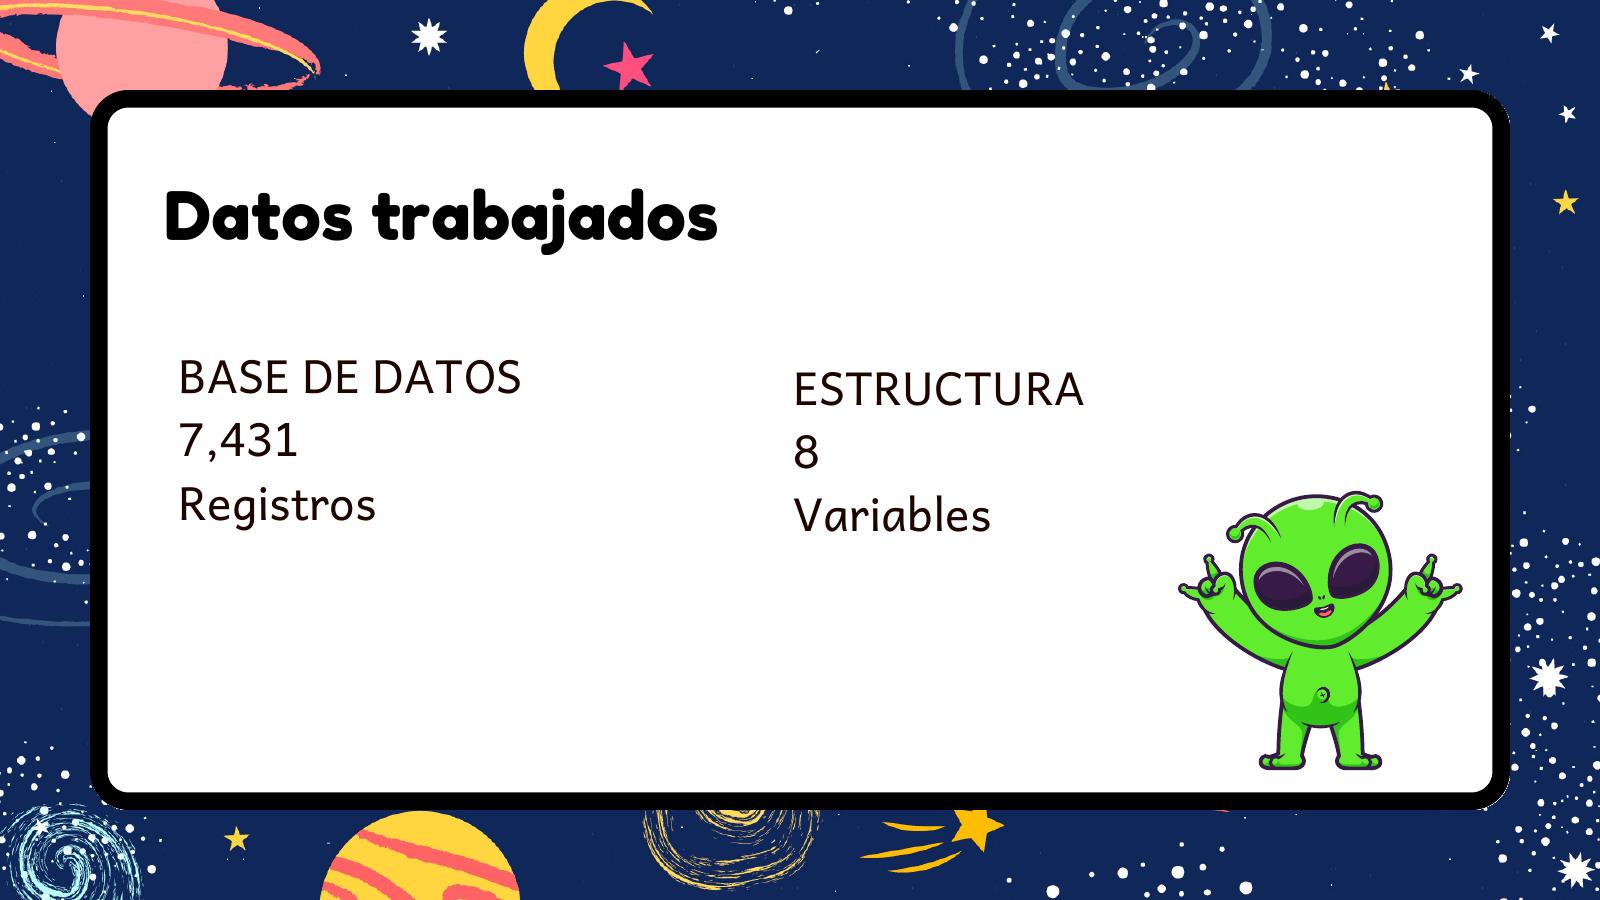 Datos trabajados
BASE DE DATOS
7,431
Registros
ESTRUCTURA
8
Variables